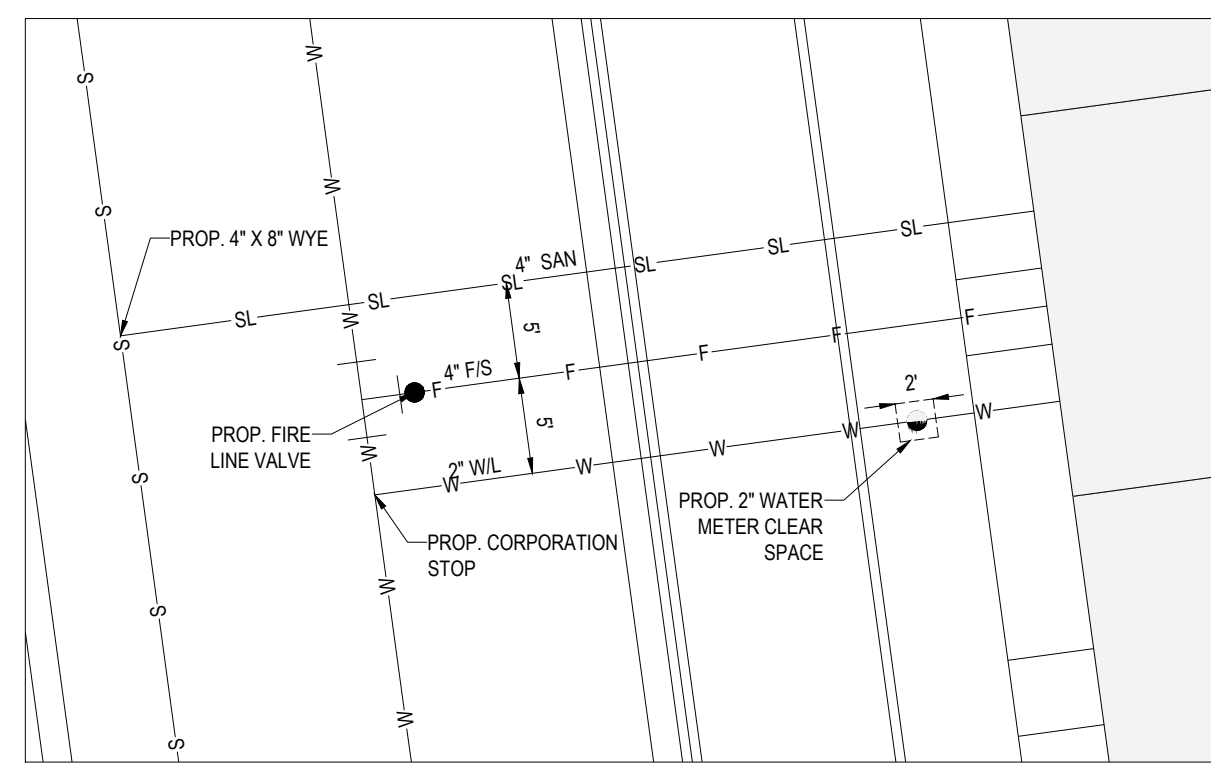 S
W
S
W
PROP. 4" X 8" WYE
S
SL
SL
W
SL
4" SAN
SL
SL
SL
5'
PROP. FIRE
LINE VALVE
W
F
4" F/S
F
F
F
F
5'
2'
S
W
2" W/L
W
W
W
W
W
PROP. CORPORATION
STOP
PROP. 2" WATER
METER CLEAR
SPACE
S
W
S
W